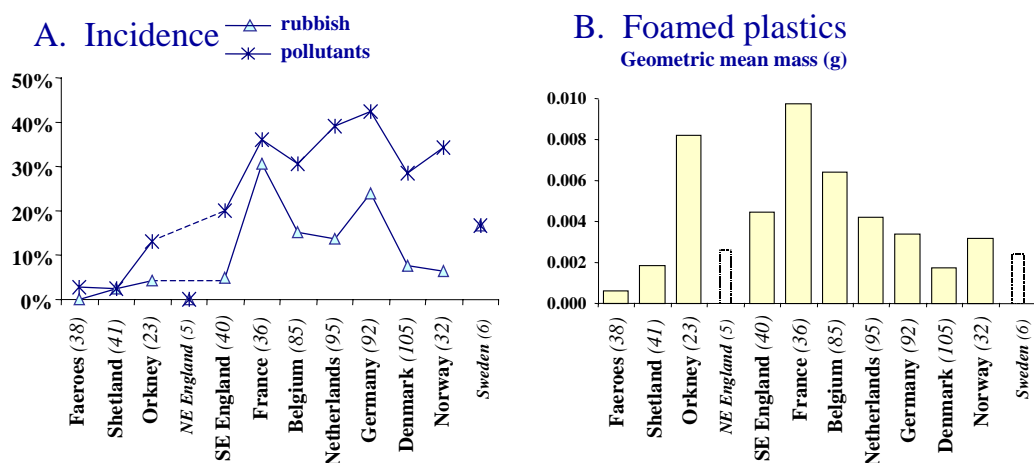 A. Incidence
rubbish
pollutants
50%
40%
30%
20%
10%
0%
Faeroes (38)
Shetland (41)
Orkney (23)
NE England (5)
SE England (40)
France (36)
Belgium (85)
Netherlands (95)
Germany (92)
Denmark (105)
Norway (32)
Sweden (6)
B. Foamed plastics
Geometric mean mass (g)
0.010
0.008
0.006
0.004
0.002
0.000
Faeroes (38)
Shetland (41)
Orkney (23)
NE England (5)
SE England (40)
France (36)
Belgium (85)
Netherlands (95)
Germany (92)
Denmark (105)
Norway (32)
Sweden (6)